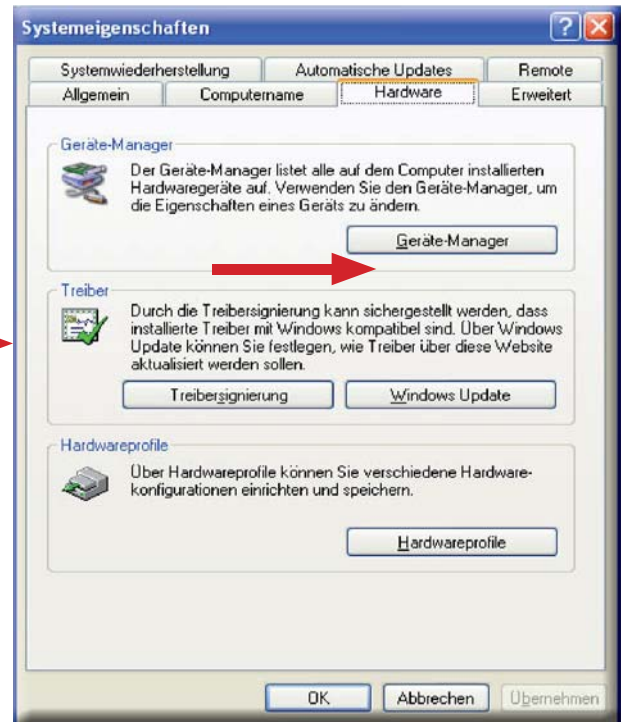 Systemeigenschaften
Systemwiederherstellung Automatische Updates Remote
Allgemein Computername Hardware Erweitert
Geräte-Manager
Der Geräte-Manager listet alle auf dem Computer installierten
Hardwaregeräte auf. Verwenden Sie den Geräte-Manager, um
die Eigenschaften eines Geräts zu ändern.
Geräte-Manager
Treiber
Durch die Treibersignierung kann sichergestellt werden, dass
installierte Treiber mit Windows kompatibel sind. Über Windows
Update können Sie festlegen, wie Treiber über diese Website
aktualisiert werden sollen.
Treibersignierung Windows Update
Hardwareprofile
Über Hardwareprofile können Sie verschiedene Hardware-
konfigurationen einrichten und speichern.
Hardwareprofile
OK Abbrechen Übernehmen